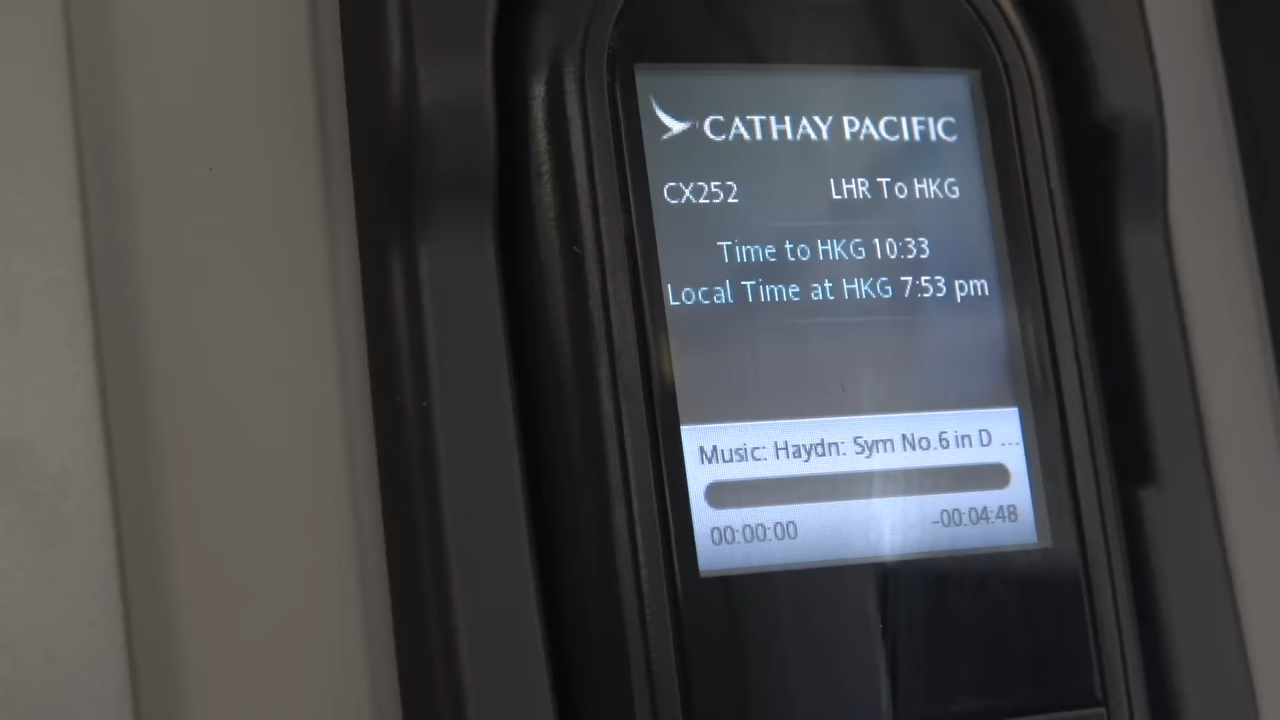 CATHAY PACIFIC
CX252 LHR To HKG
Time to HKG 10:33
Local Time at HKG 7:53 pm
Music: Haydn: Sym No.6 in D ...
00:00:00 -00:04:48